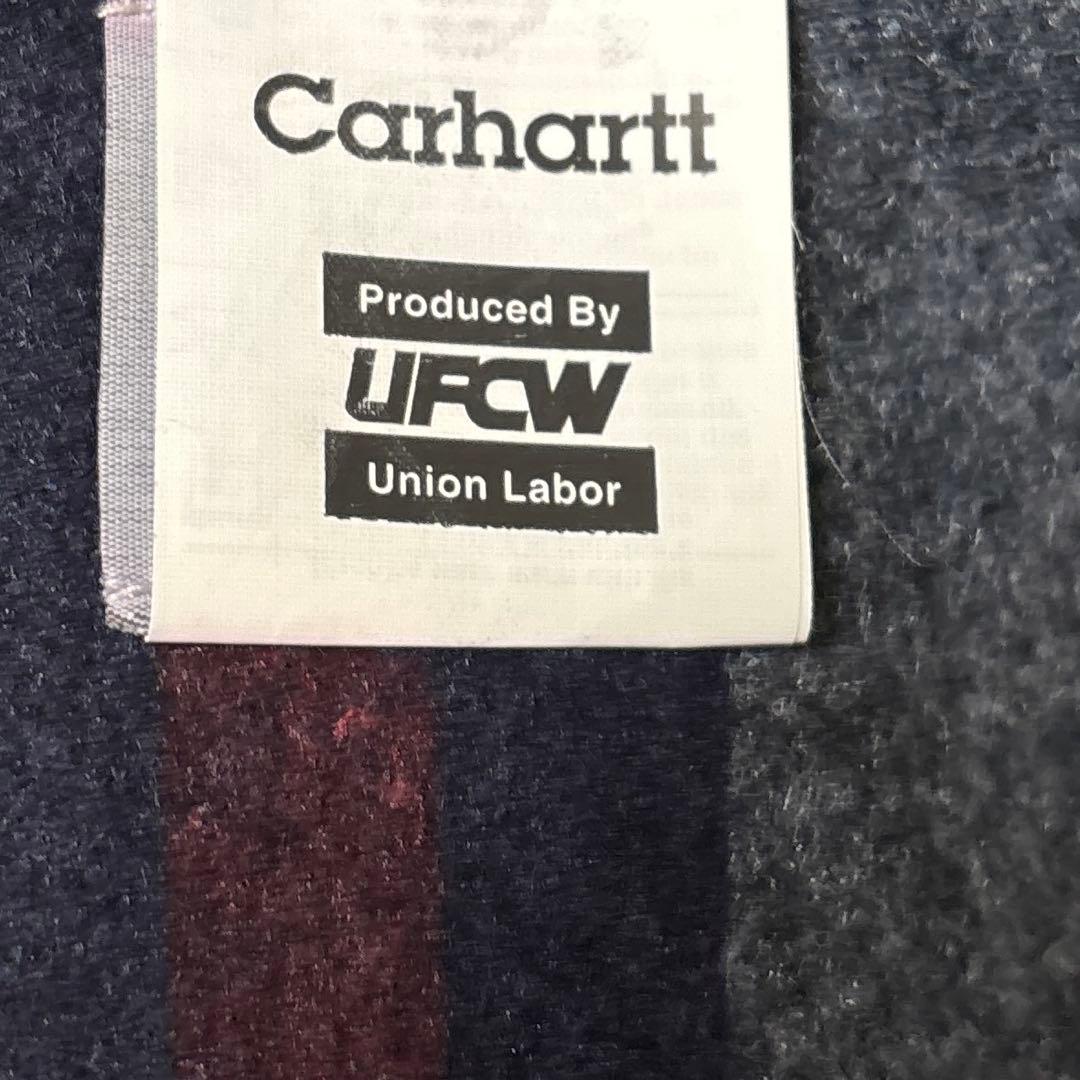 Carhartt
Produced By
UFCW
Union Labor